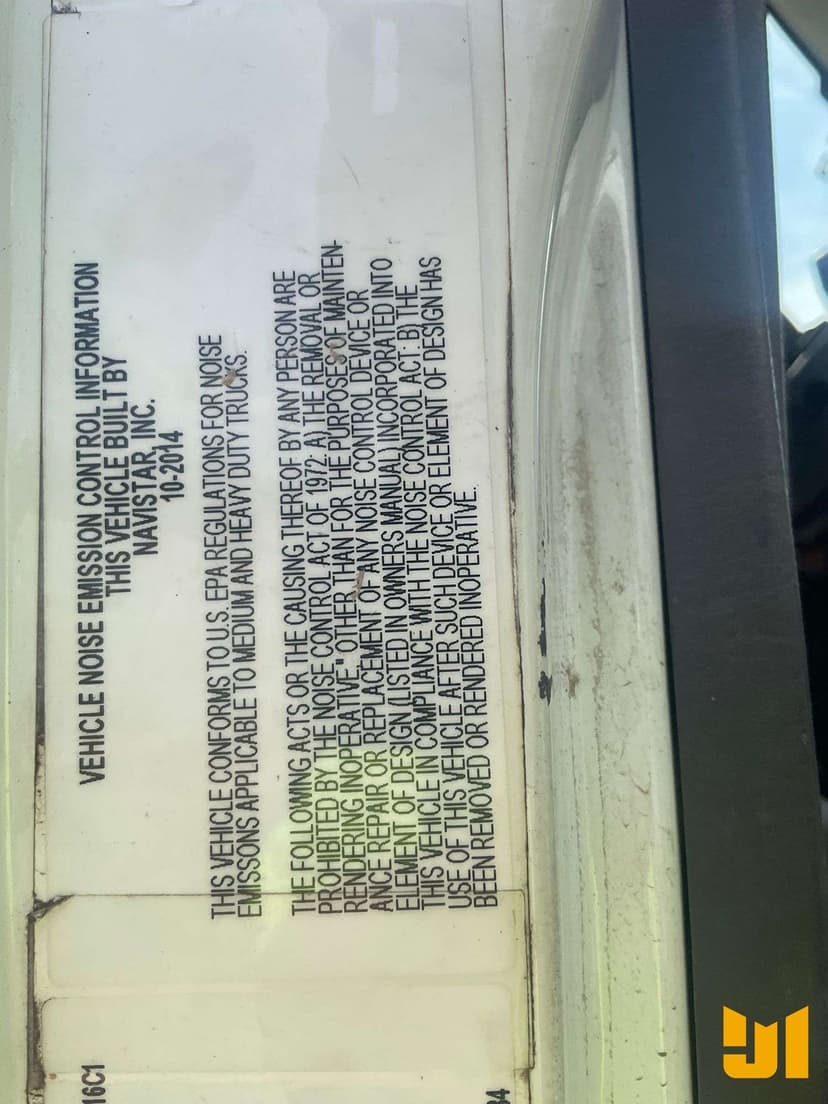 VEHICLE NOISE EMISSION CONTROL INFORMATION
THIS VEHICLE BUILT BY
NAVISTAR, INC.
10-2014
THIS VEHICLE CONFORMS TO U.S. EPA REGULATIONS FOR NOISE
EMISSONS APPLICABLE TO MEDIUM AND HEAVY DUTY TRUCKS.
THE FOLLOWING ACTS OR THE CAUSING THEREOF BY ANY PERSON ARE
PROHIBITED BY THE NOISE CONTROL ACT OF 1972: A) THE REMOVAL OR
RENDERING INOPERATIVE," OTHER THAN FOR THE PURPOSES OF MAINTEN-
ANCE REPAIR OR REPLACEMENT OF ANY NOISE CONTROL DEVICE OR
ELEMENT OF DESIGN (LISTED IN OWNERS MANUAL) INCORPORATED INTO
THIS VEHICLE IN COMPLIANCE WITH THE NOISE CONTROL ACT: B) THE
USE OF THIS VEHICLE AFTER SUCH DEVICE OR ELEMENT OF DESIGN HAS
BEEN REMOVED OR RENDERED INOPERATIVE.
16C1